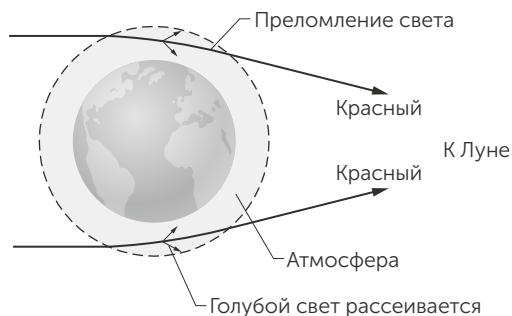 Преломление света
Красный
К Луне
Красный
Атмосфера
Голубой свет рассеивается